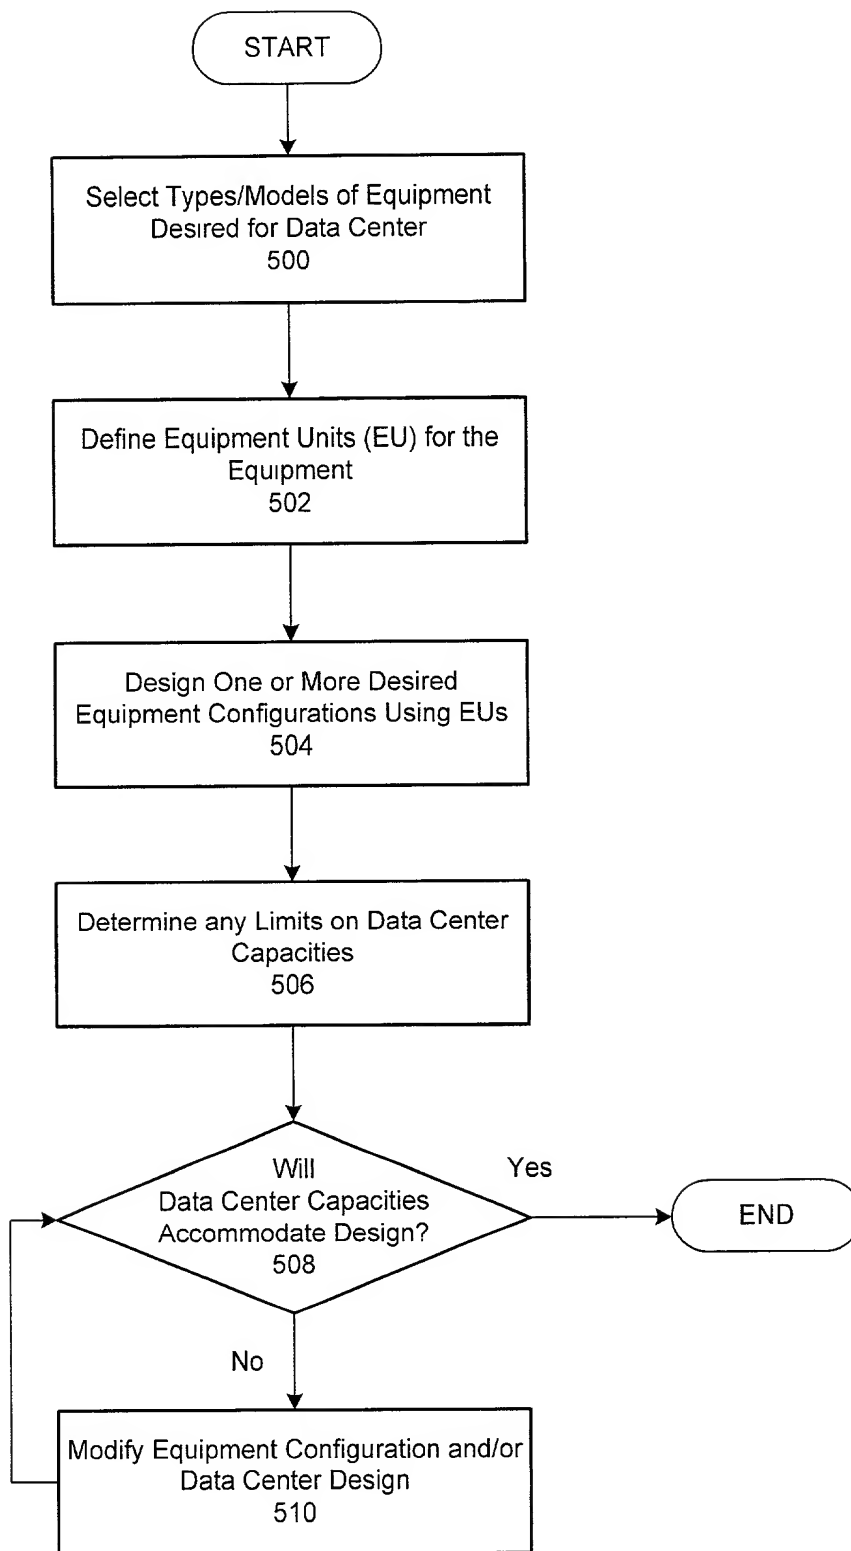 START
Select Types/Models of Equipment
Desired for Data Center
500
Define Equipment Units (EU) for the
Equipment
502
Design One or More Desired
Equipment Configurations Using EUs
504
Determine any Limits on Data Center
Capacities
506
Will
Data Center Capacities
Accommodate Design?
508
Yes
END
No
Modify Equipment Configuration and/or
Data Center Design
510